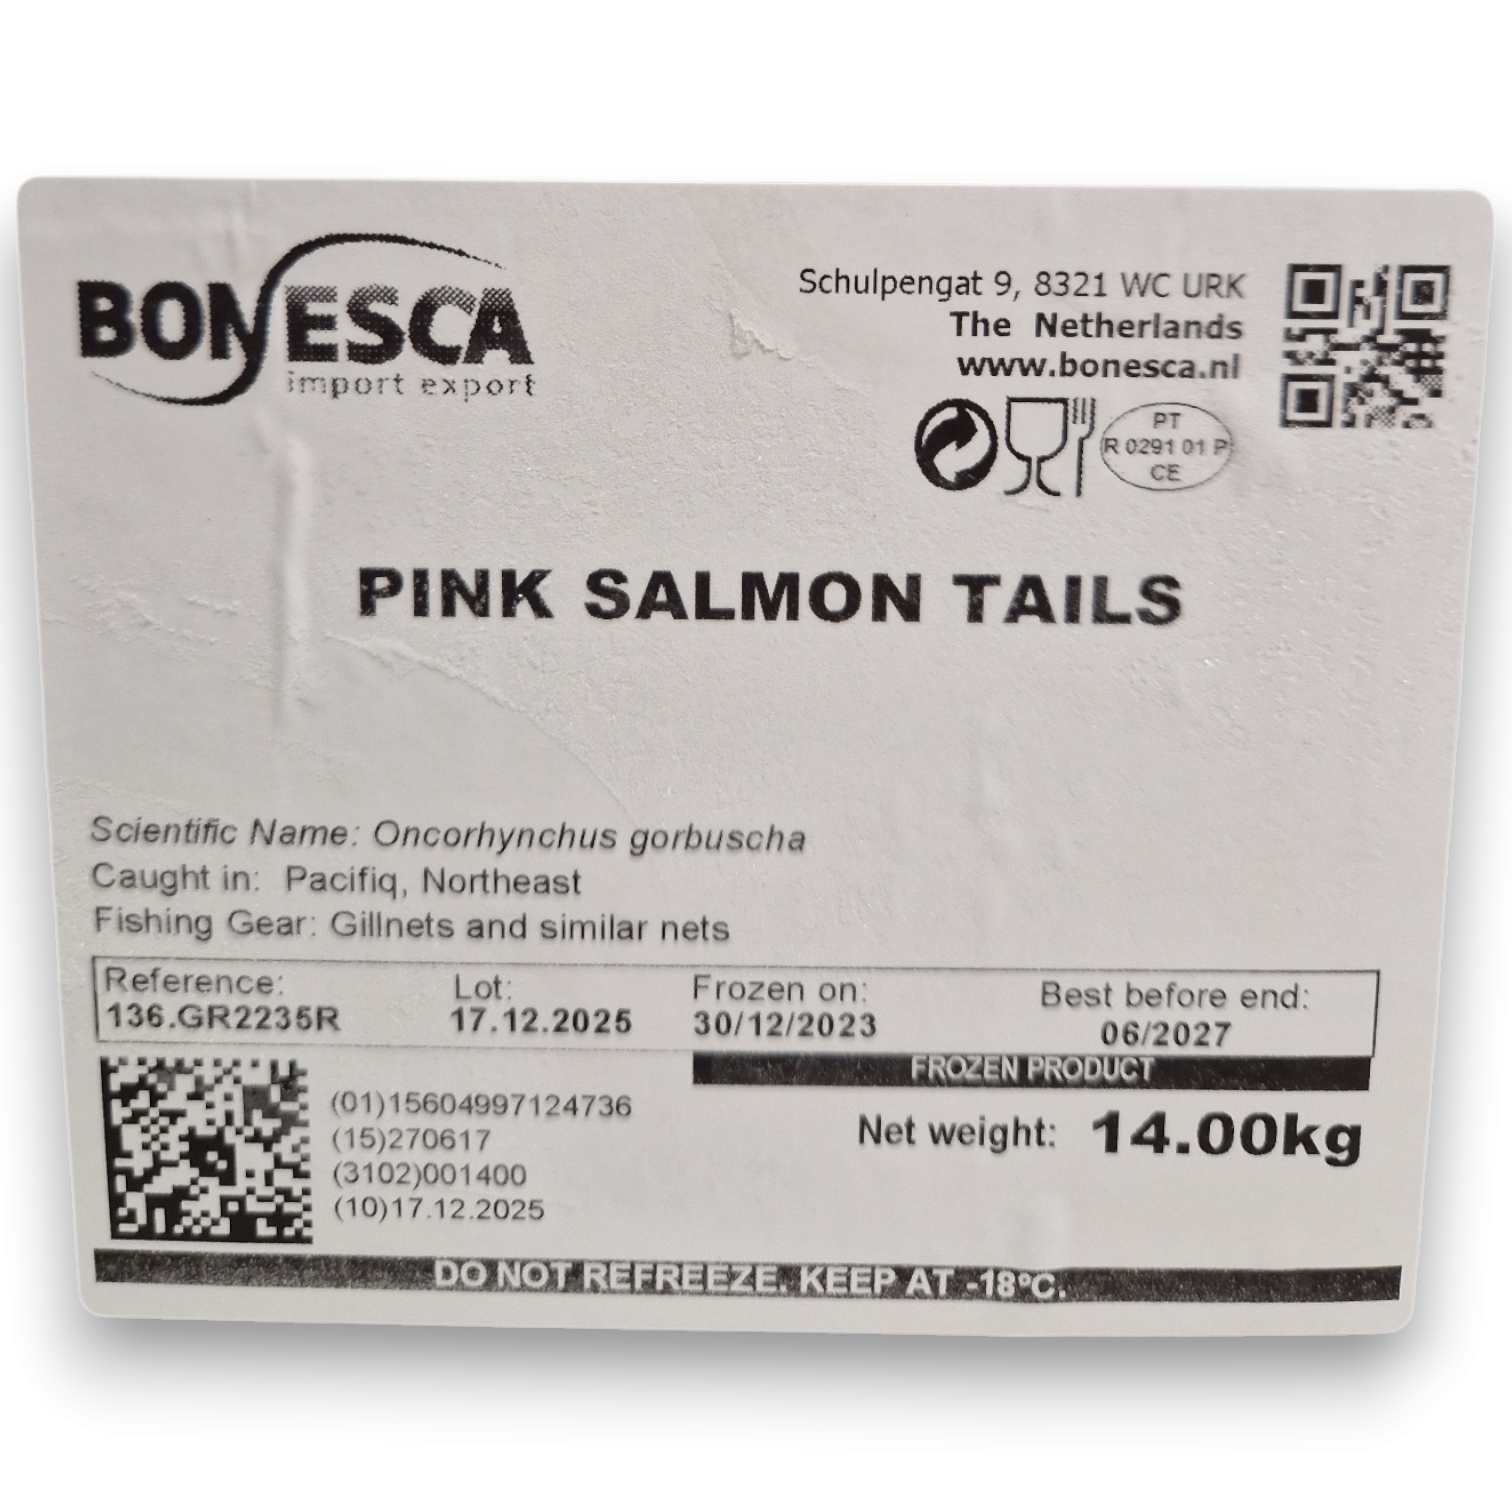 BONESCA
import export
Schulpengat 9, 8321 WC URK
The Netherlands
www.bonesca.nl
PT
R 0291 01 P
CE
PINK SALMON TAILS
Scientific Name: Oncorhynchus gorbuscha
Caught in: Pacifiq, Northeast
Fishing Gear: Gillnets and similar nets
Reference: Lot: Frozen on: Best before end:
136.GR2235R 17.12.2025 30/12/2023 06/2027
FROZEN PRODUCT
(01)15604997124736
(15)270617
(3102)001400
(10)17.12.2025
Net weight: 14.00kg
DO NOT REFREEZE. KEEP AT -18ºC.